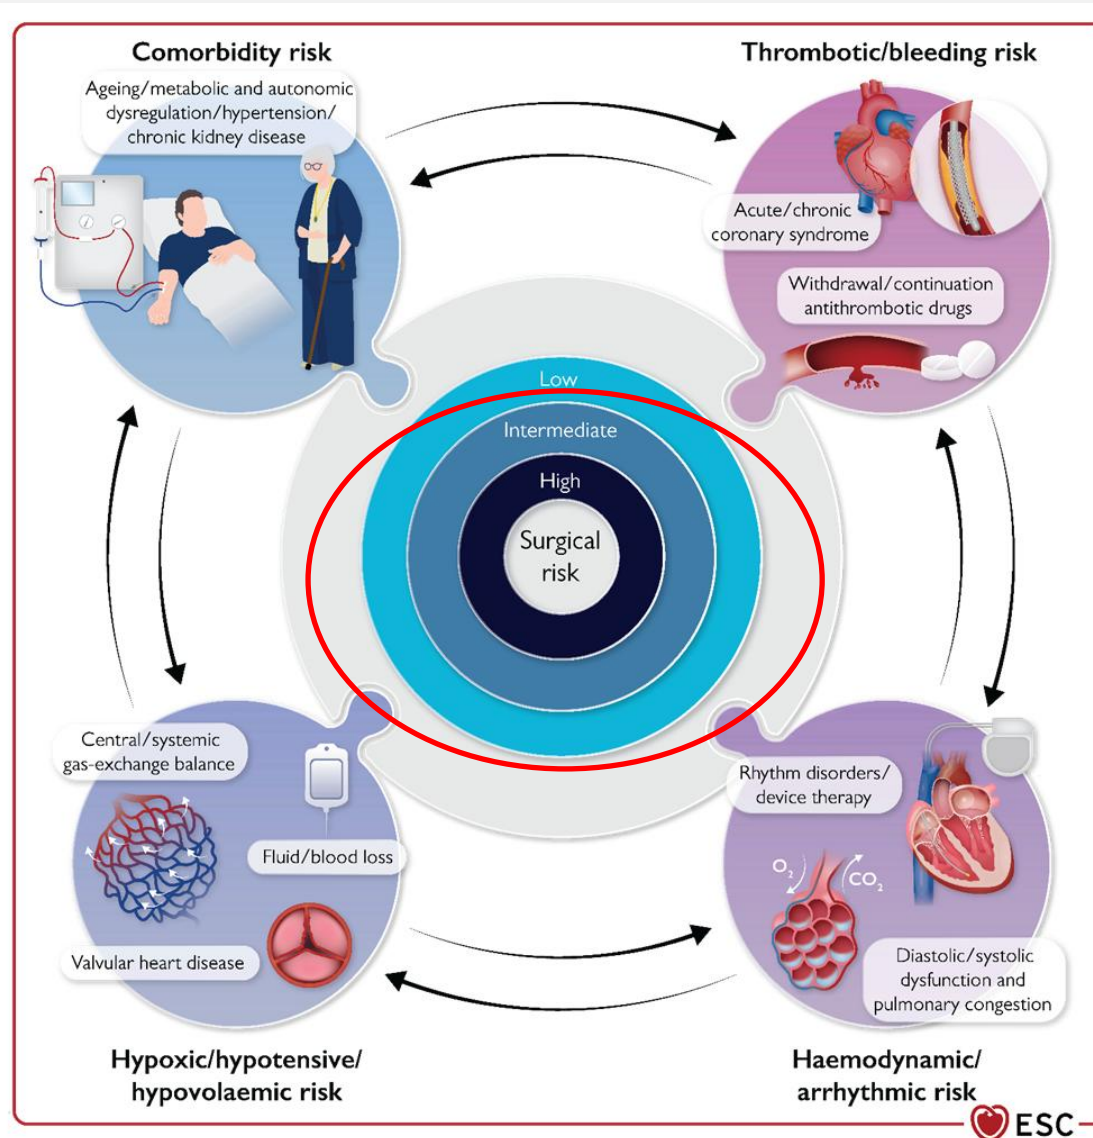 Comorbidity risk
Ageing/metabolic and autonomic
dysregulation/hypertension/
chronic kidney disease
Thrombotic/bleeding risk
Acute/chronic
coronary syndrome
Withdrawal/continuation
antithrombotic drugs
Low
Intermediate
High
Surgical
risk
Central/systemic
gas-exchange balance
Fluid/blood loss
Valvular heart disease
Hypoxic/hypotensive/
hypovolaemic risk
Rhythm disorders/
device therapy
O₂
CO₂
Diastolic/systolic
dysfunction and
pulmonary congestion
Haemodynamic/
arrhythmic risk
ESC